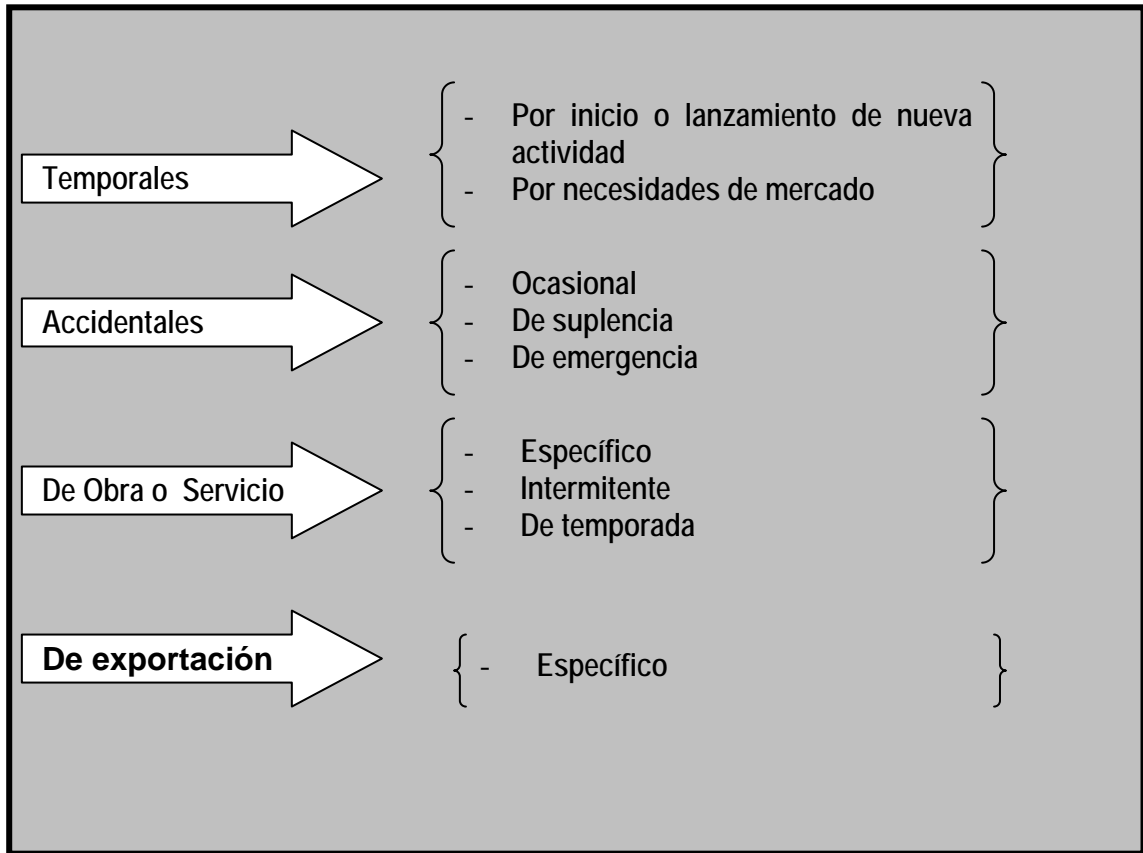 Temporales
- Por inicio o lanzamiento de nueva
actividad
- Por necesidades de mercado
Accidentales
- Ocasional
- De suplencia
- De emergencia
De Obra o Servicio
- Específico
- Intermitente
- De temporada
De exportación
- Específico